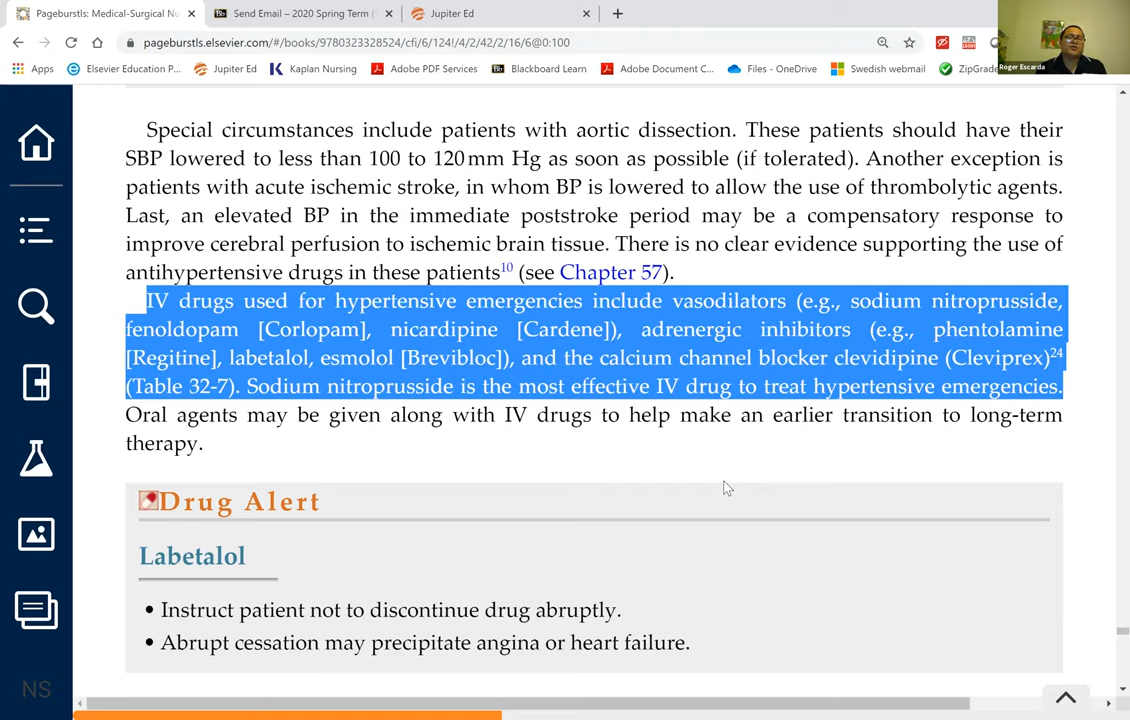 Pageburstls: Medical-Surgical Nu
Send Email – 2020 Spring Term (
Jupiter Ed
pageburstls.elsevier.com/#/books/9780323328524/cfi/6/124!/4/2/42/2/16/6@0:100
Apps
Elsevier Education P...
Jupiter Ed
Kaplan Nursing
Adobe PDF Services
Blackboard Learn
Adobe Document C...
Files - OneDrive
Swedish webmail
ZipGrade
Roger Escarda
Special circumstances include patients with aortic dissection. These patients should have their
SBP lowered to less than 100 to 120 mm Hg as soon as possible (if tolerated). Another exception is
patients with acute ischemic stroke, in whom BP is lowered to allow the use of thrombolytic agents.
Last, an elevated BP in the immediate poststroke period may be a compensatory response to
improve cerebral perfusion to ischemic brain tissue. There is no clear evidence supporting the use of
antihypertensive drugs in these patients10 (see Chapter 57).
IV drugs used for hypertensive emergencies include vasodilators (e.g., sodium nitroprusside,
fenoldopam [Corlopam], nicardipine [Cardene]), adrenergic inhibitors (e.g., phentolamine
[Regitine], labetalol, esmolol [Brevibloc]), and the calcium channel blocker clevidipine (Cleviprex)24
(Table 32-7). Sodium nitroprusside is the most effective IV drug to treat hypertensive emergencies.
Oral agents may be given along with IV drugs to help make an earlier transition to long-term
therapy.
Drug Alert
Labetalol
• Instruct patient not to discontinue drug abruptly.
• Abrupt cessation may precipitate angina or heart failure.
NS